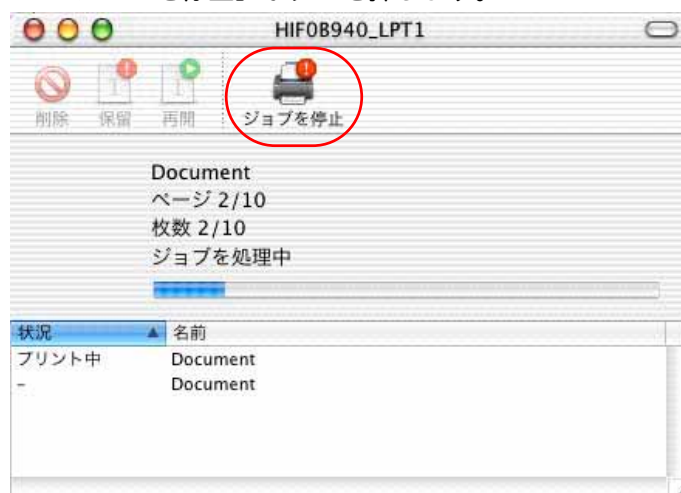 HIF0B940_LPT1
削除 保留 再開 ジョブを停止
Document
ページ 2/10
枚数 2/10
ジョブを処理中
状況 名前
プリント中 Document
– Document